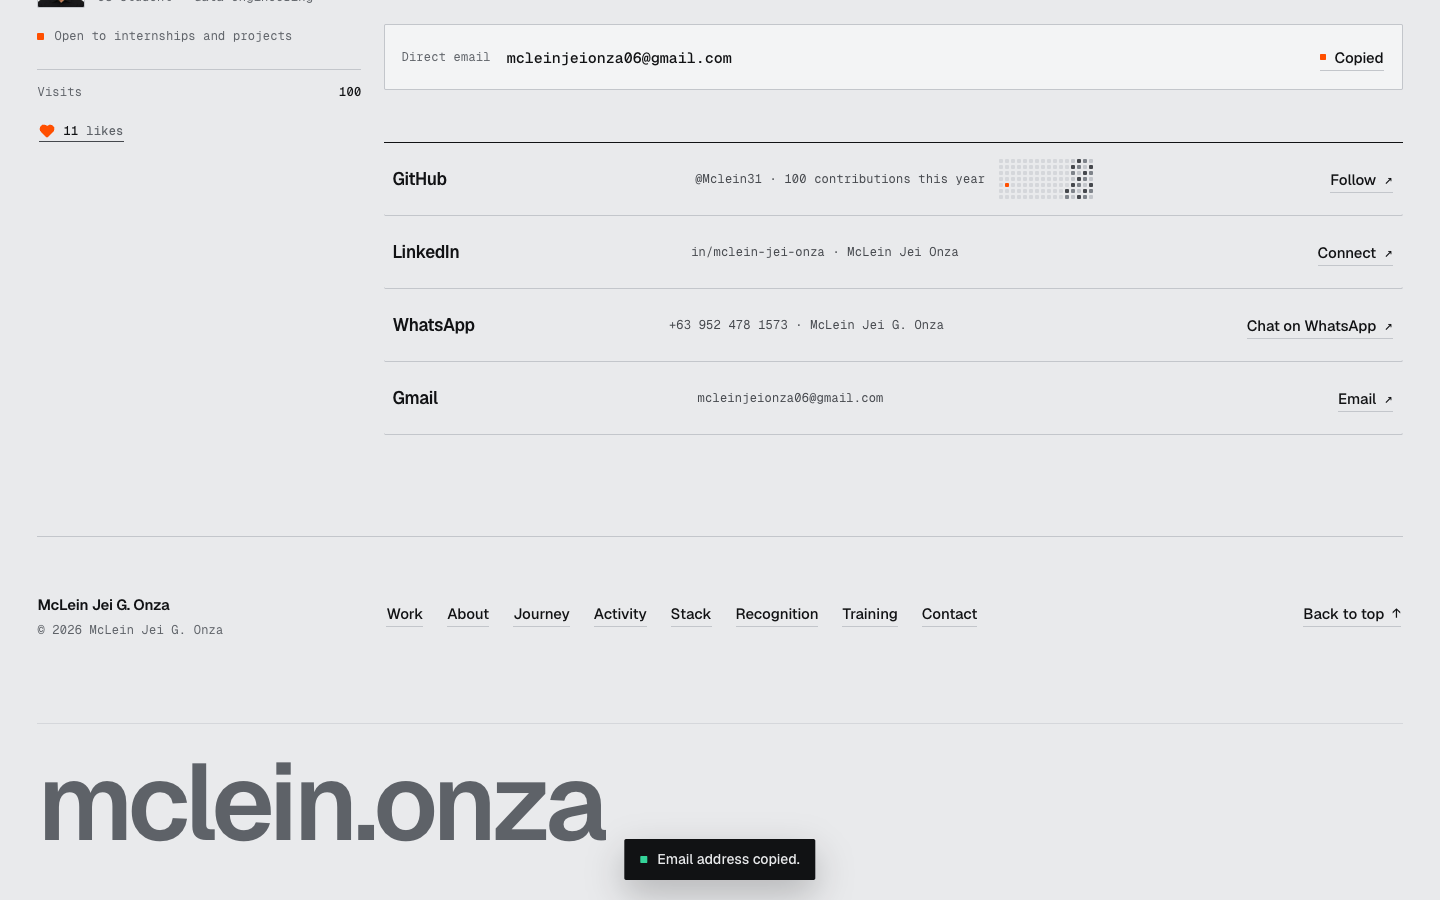 Open to internships and projects
Visits 100
11 likes
Direct email mcleinjeionza06@gmail.com Copied
GitHub @Mclein31 · 100 contributions this year Follow ↗
LinkedIn in/mclein-jei-onza · McLein Jei Onza Connect ↗
WhatsApp +63 952 478 1573 · McLein Jei G. Onza Chat on WhatsApp ↗
Gmail mcleinjeionza06@gmail.com Email ↗
McLein Jei G. Onza
© 2026 McLein Jei G. Onza
Work About Journey Activity Stack Recognition Training Contact
Back to top ↑
mclein.onza
Email address copied.